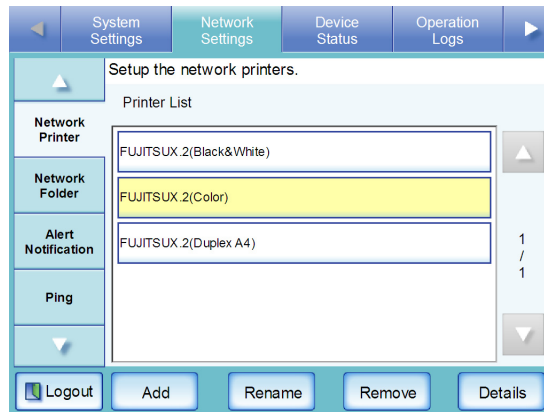 System
Settings
Network
Settings
Device
Status
Operation
Logs
Setup the network printers.
Printer List
Network
Printer
Network
Folder
Alert
Notification
Ping
FUJITSUX.2(Black&White)
FUJITSUX.2(Color)
FUJITSUX.2(Duplex A4)
1
/
1
Logout
Add
Rename
Remove
Details